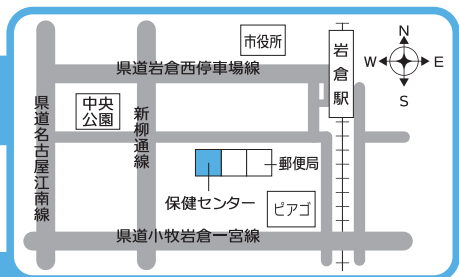 市役所
岩倉駅
N
W
E
S
県道岩倉西停車場線
中央
公園
新柳通線
県道名古屋江南線
郵便局
保健センター
ピアゴ
県道小牧岩倉一宮線